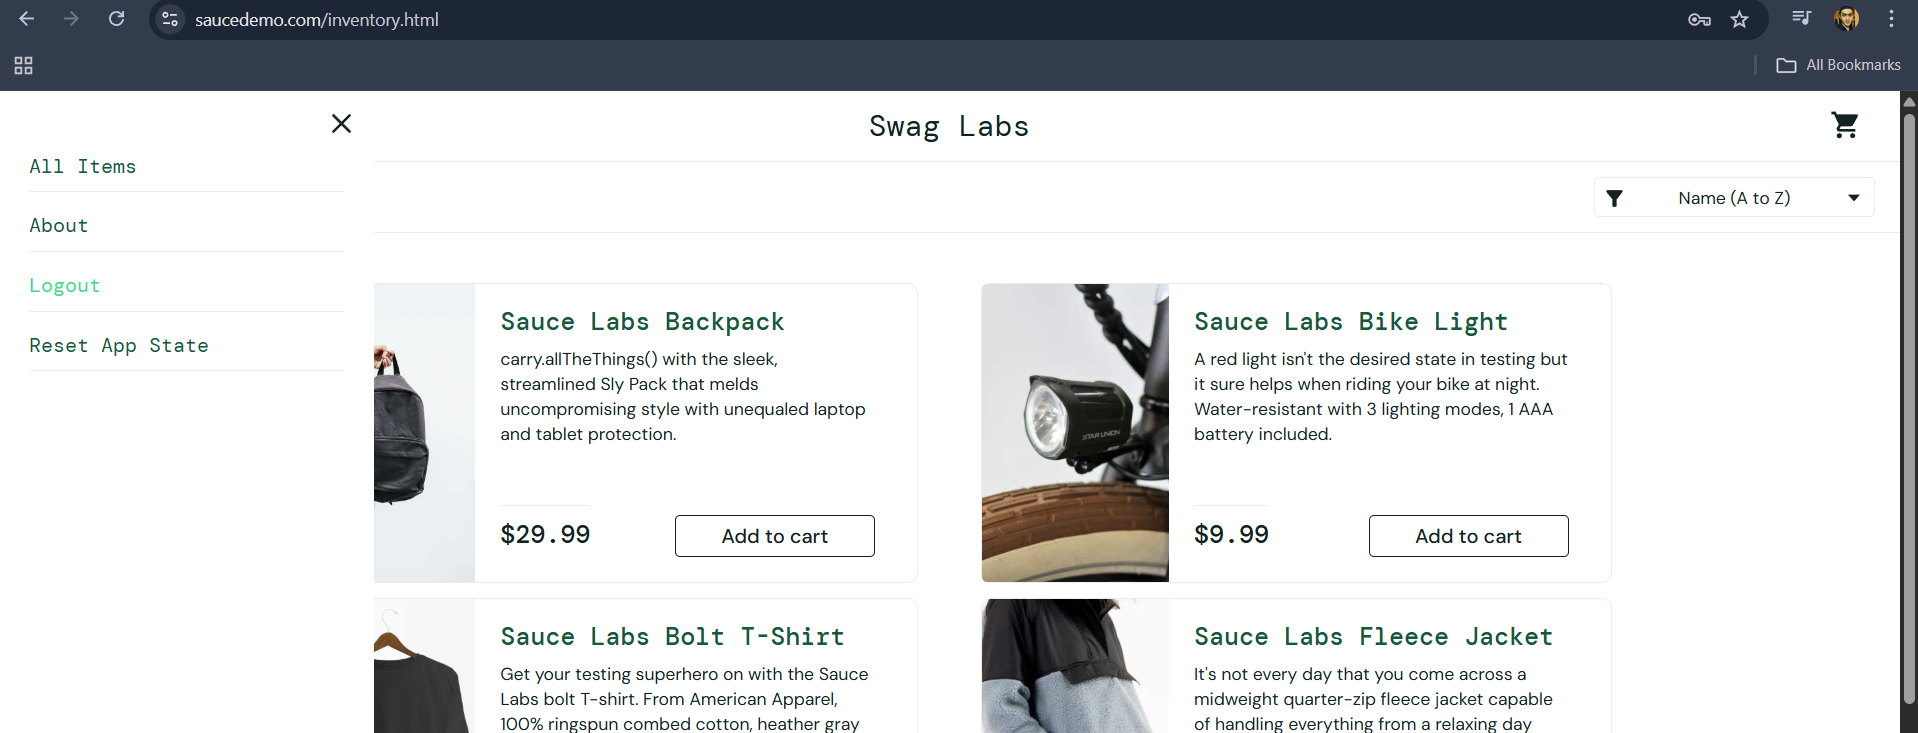 saucedemo.com/inventory.html
All Bookmarks
Swag Labs
All Items
About
Logout
Reset App State
Name (A to Z)
Sauce Labs Backpack
carry.allTheThings() with the sleek,
streamlined Sly Pack that melds
uncompromising style with unequaled laptop
and tablet protection.
$29.99
Add to cart
Sauce Labs Bike Light
A red light isn't the desired state in testing but
it sure helps when riding your bike at night.
Water-resistant with 3 lighting modes, 1 AAA
battery included.
$9.99
Add to cart
STAR UNION
Sauce Labs Bolt T-Shirt
Get your testing superhero on with the Sauce
Labs bolt T-shirt. From American Apparel,
100% ringspun combed cotton, heather gray
Sauce Labs Fleece Jacket
It's not every day that you come across a
midweight quarter-zip fleece jacket capable
of handling everything from a relaxing day